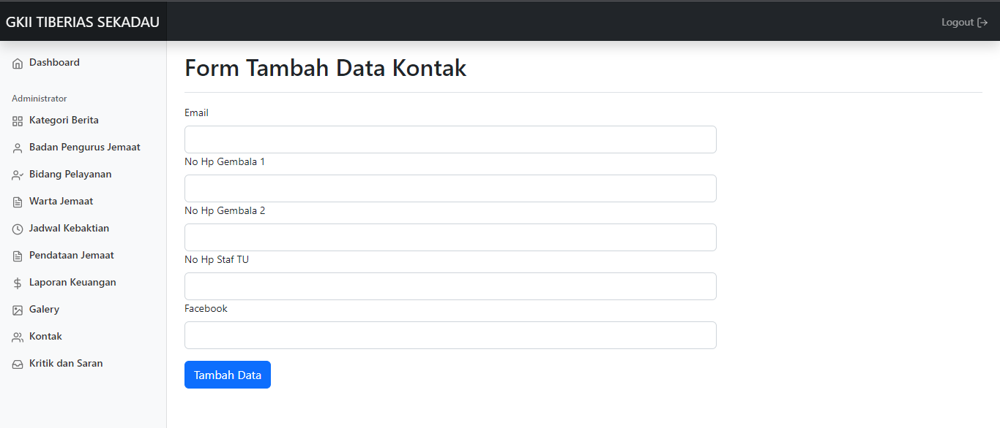 GKII TIBERIAS SEKADAU
Logout
Dashboard
Administrator
Kategori Berita
Badan Pengurus Jemaat
Bidang Pelayanan
Warta Jemaat
Jadwal Kebaktian
Pendataan Jemaat
Laporan Keuangan
Galery
Kontak
Kritik dan Saran
Form Tambah Data Kontak
Email
No Hp Gembala 1
No Hp Gembala 2
No Hp Staf TU
Facebook
Tambah Data